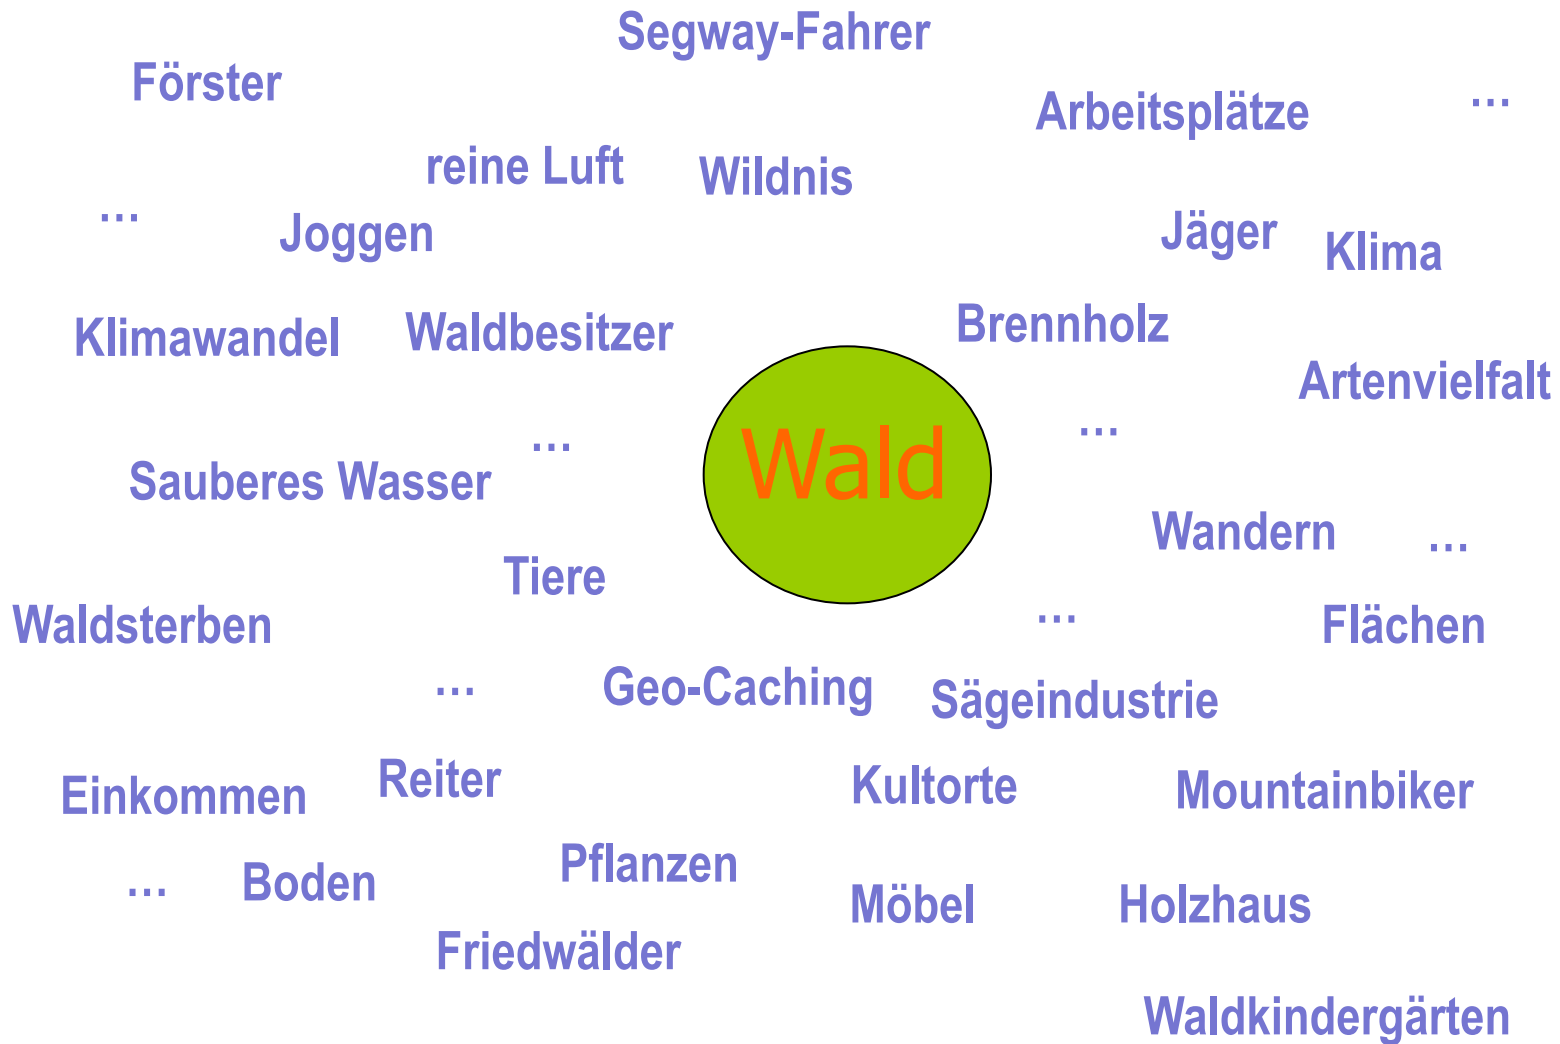 Segway-Fahrer
Förster
Arbeitsplätze
...
reine Luft
Wildnis
...
Joggen
Jäger
Klima
Klimawandel
Waldbesitzer
Brennholz
Artenvielfalt
...
Wald
...
Sauberes Wasser
Wandern
...
Tiere
Waldsterben
...
Flächen
...
Geo-Caching
Sägeindustrie
Einkommen
Reiter
Kultorte
Mountainbiker
...
Boden
Pflanzen
Möbel
Holzhaus
Friedwälder
Waldkindergärten